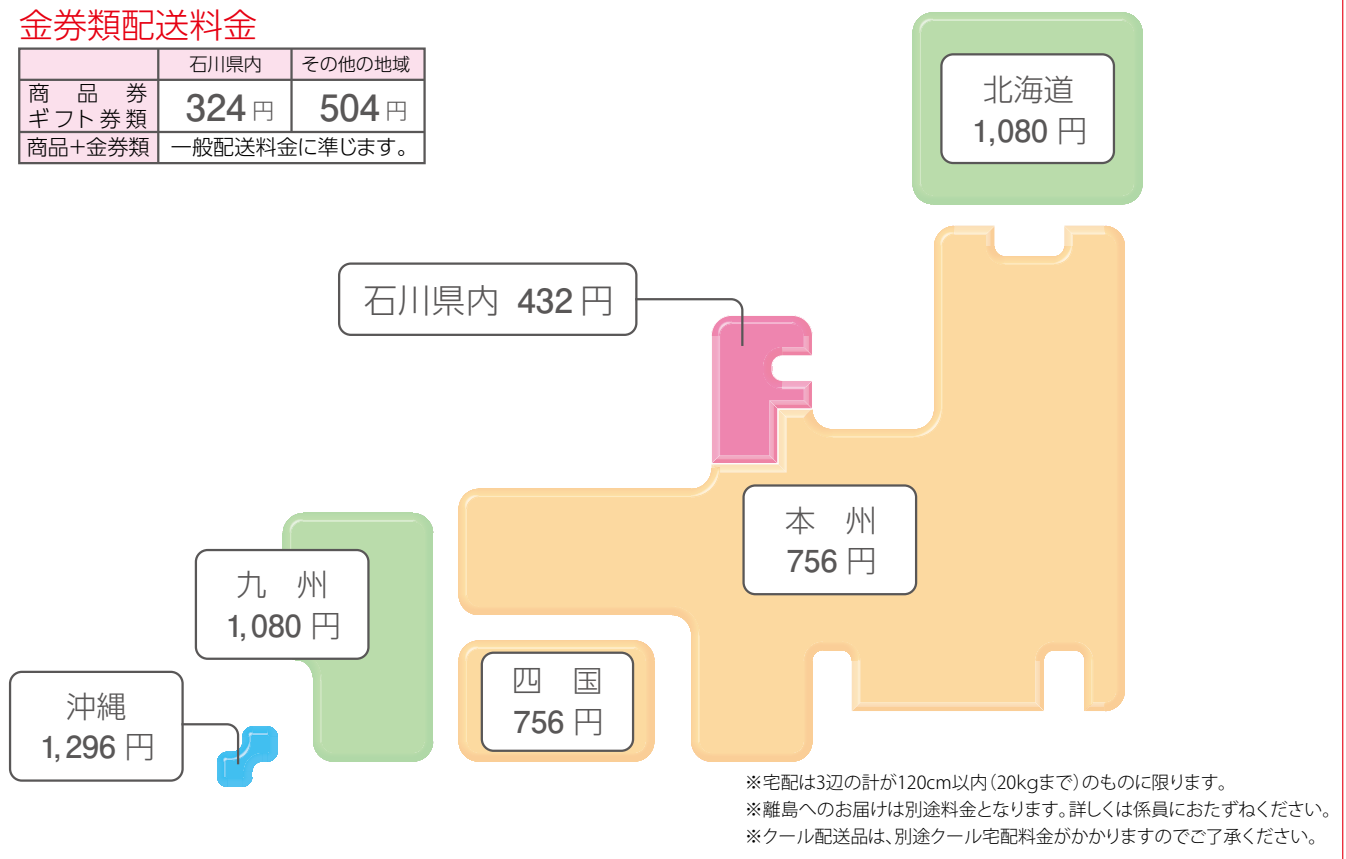 金券類配送料金
石川県内 その他の地域
商品券
ギフト券類
324円 504円
商品+金券類 一般配送料金に準じます。
北海道
1,080 円
石川県内 432 円
本 州
756 円
九 州
1,080 円
四 国
756 円
沖縄
1,296 円
※宅配は3辺の計が120cm以内(20kgまで)のものに限ります。
※離島へのお届けは別途料金となります。詳しくは係員におたずねください。
※クール配送品は、別途クール宅配料金がかかりますのでご了承ください。